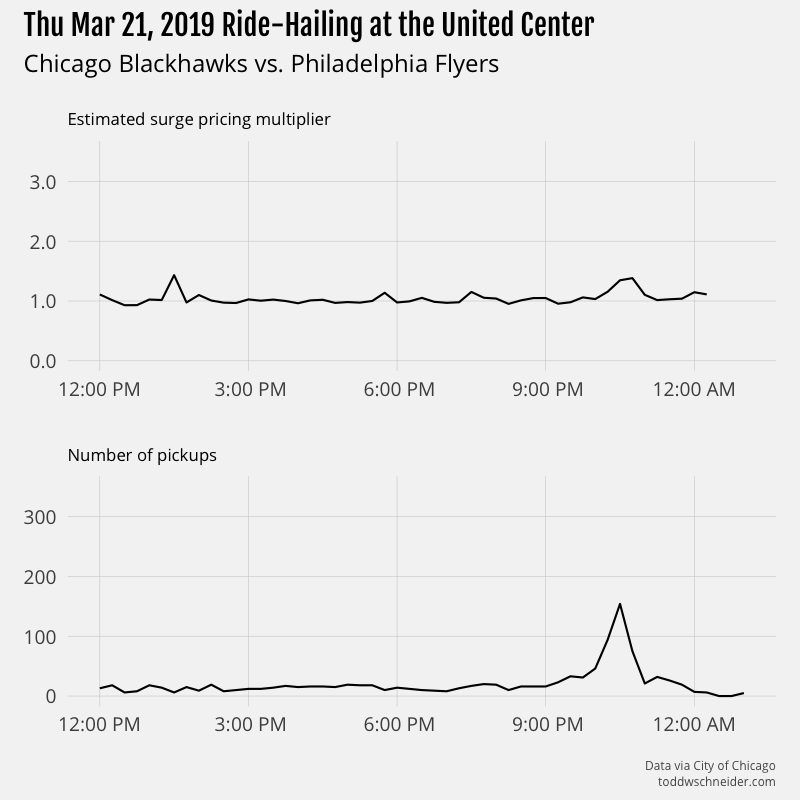 Thu Mar 21, 2019 Ride-Hailing at the United Center
Chicago Blackhawks vs. Philadelphia Flyers
Estimated surge pricing multiplier
3.0
2.0
1.0
0.0
12:00 PM 3:00 PM 6:00 PM 9:00 PM 12:00 AM
Number of pickups
300
200
100
0
12:00 PM 3:00 PM 6:00 PM 9:00 PM 12:00 AM
Data via City of Chicago
toddwschneider.com